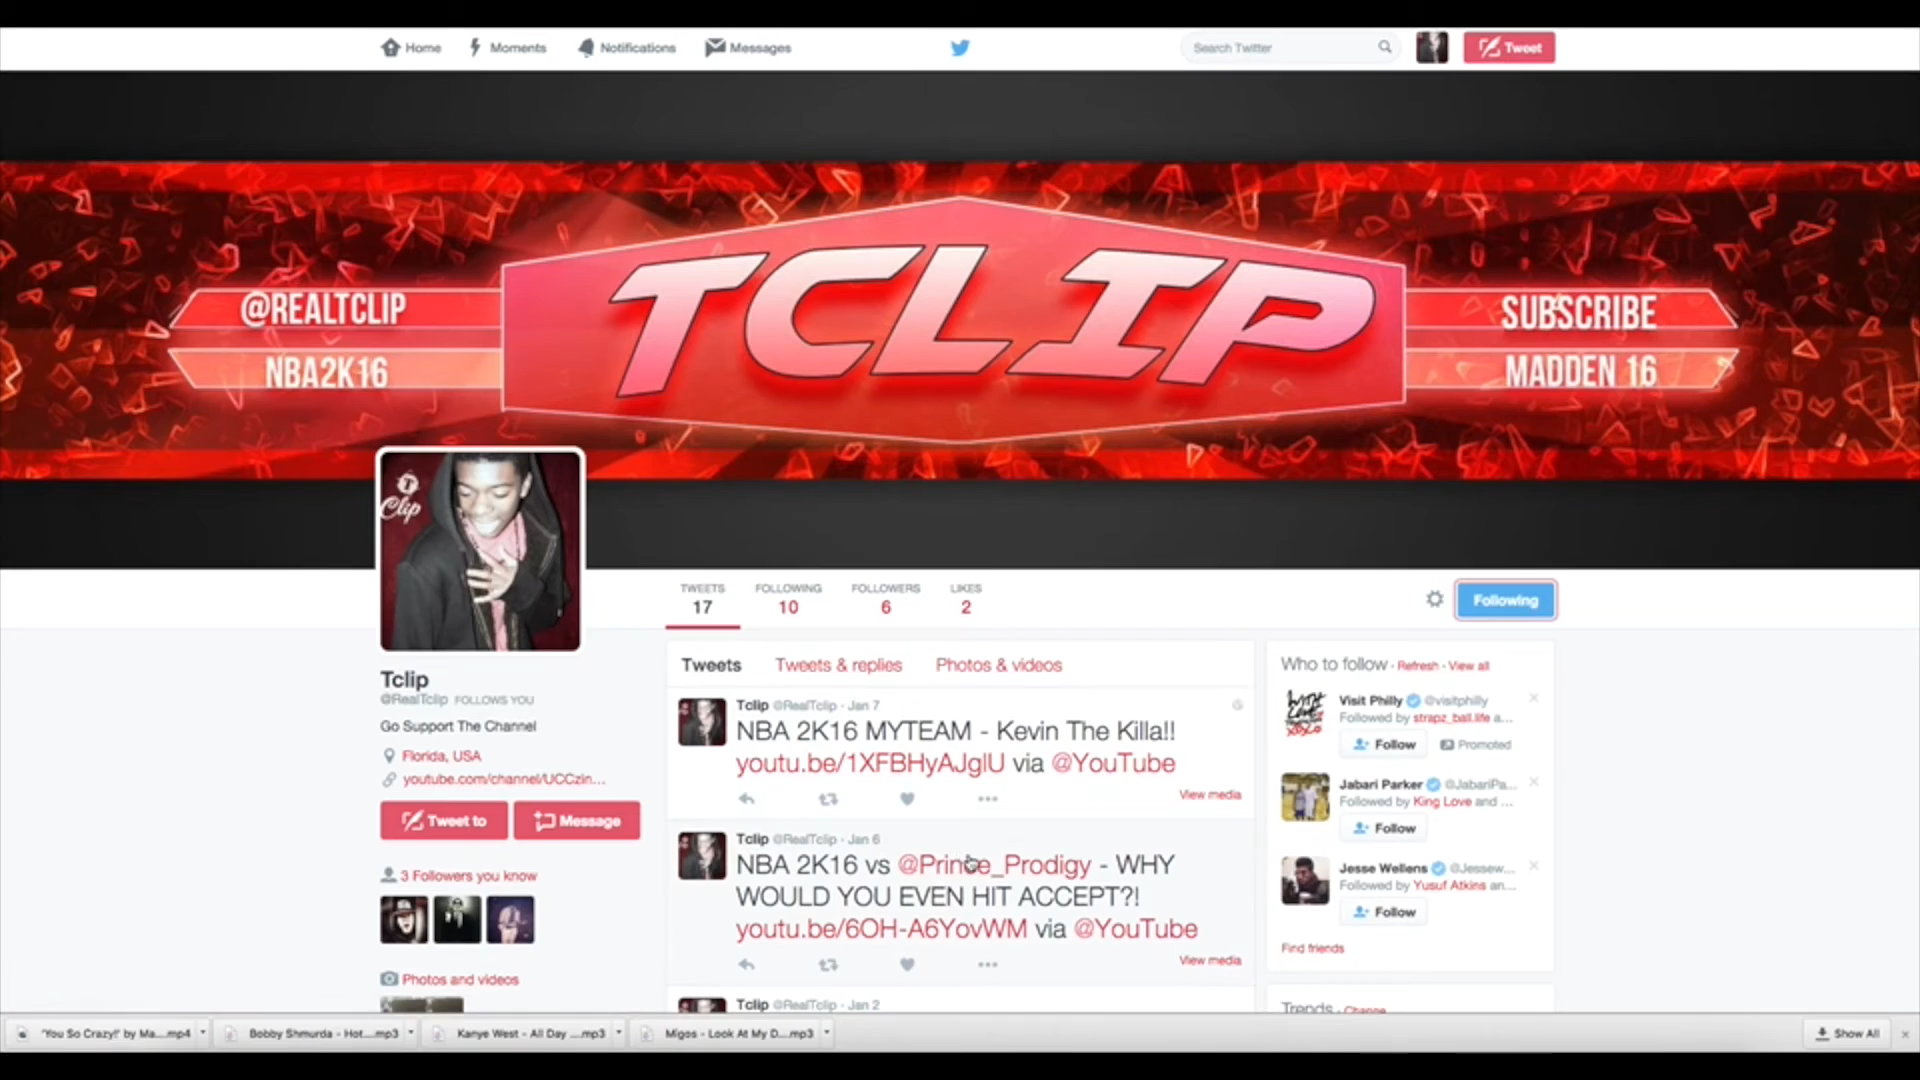 Home
Moments
Notifications
Messages
Search Twitter
Tweet
@REALTCLIP
NBA2K16
TCLIP
SUBSCRIBE
MADDEN 16
T
Clip
TWEETS
17
FOLLOWING
10
FOLLOWERS
6
LIKES
2
Following
Tclip
@RealTclip FOLLOWS YOU
Go Support The Channel
Florida, USA
youtube.com/channel/UCCzin...
Tweet to
Message
3 Followers you know
Photos and videos
Tweets
Tweets & replies
Photos & videos
Tclip @RealTclip · Jan 7
NBA 2K16 MYTEAM - Kevin The Killa!!
youtu.be/1XFBHyAJglU via @YouTube
View media
Tclip @RealTclip · Jan 6
NBA 2K16 vs @Prince_Prodigy - WHY
WOULD YOU EVEN HIT ACCEPT?!
youtu.be/6OH-A6YovWM via @YouTube
View media
Tclip @RealTclip · Jan 2
Who to follow · Refresh · View all
Visit Philly @visitphilly
Followed by strapz_ball.life a...
Follow
Promoted
Jabari Parker @JabariPa...
Followed by King Love and ...
Follow
Jesse Wellens @Jessew...
Followed by Yusuf Atkins an...
Follow
Find friends
Trends · Change
'You So Crazy!' by Ma....mp4
Bobby Shmurda - Hot....mp3
Kanye West - All Day ....mp3
Migos - Look At My D....mp3
Show All